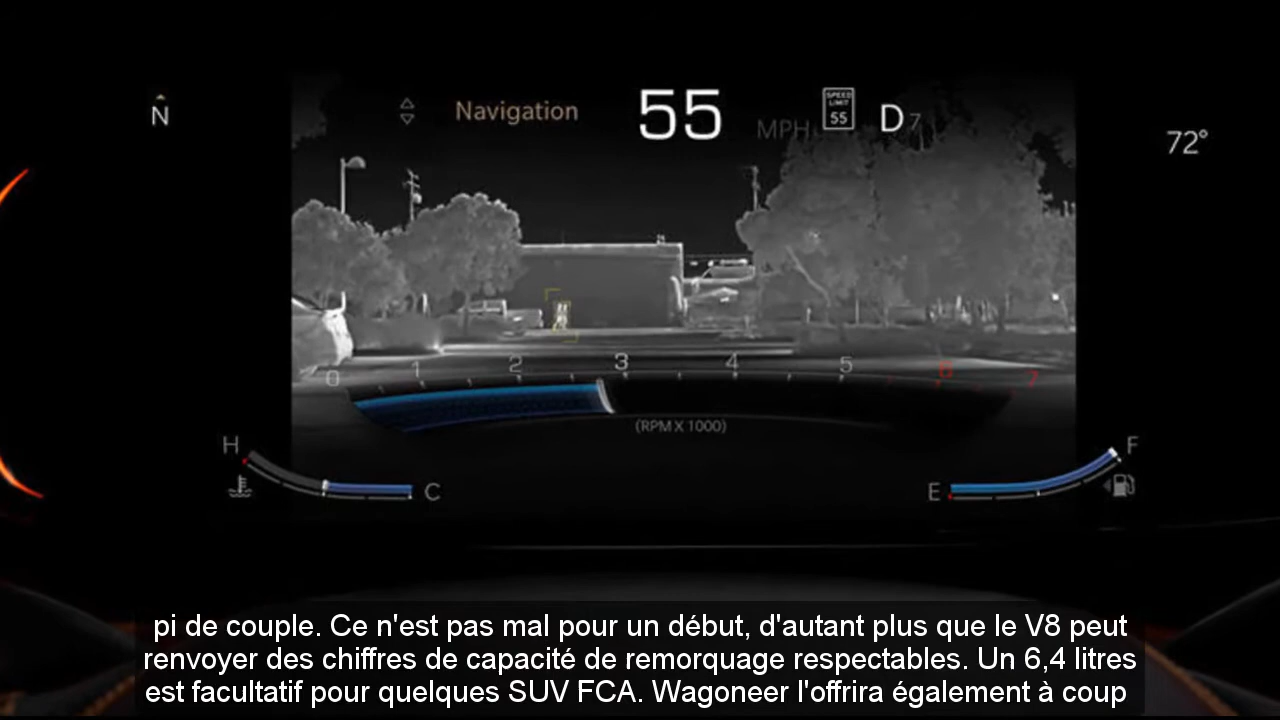 N
Navigation
55
MPH
SPEED
LIMIT
55
D7
72°
0 1 2 3 4 5 6 7
(RPM X 1000)
H
C
E
F
pi de couple. Ce n'est pas mal pour un début, d'autant plus que le V8 peut
renvoyer des chiffres de capacité de remorquage respectables. Un 6,4 litres
est facultatif pour quelques SUV FCA. Wagoneer l'offrira également à coup